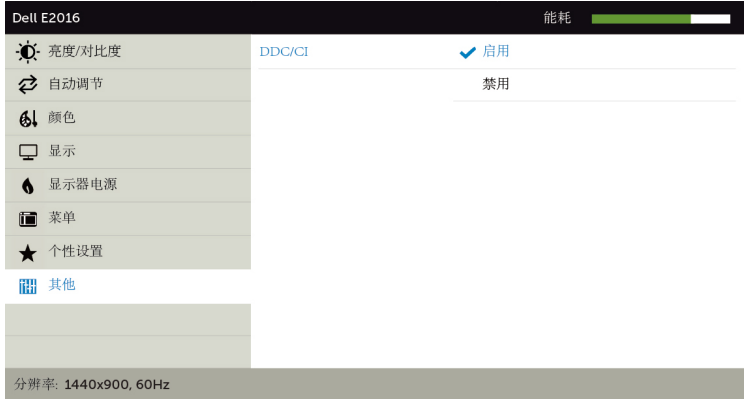 Dell E2016 能耗
亮度/对比度 DDC/CI 启用
自动调节 禁用
颜色
显示
显示器电源
菜单
个性设置
其他
分辨率: 1440x900, 60Hz